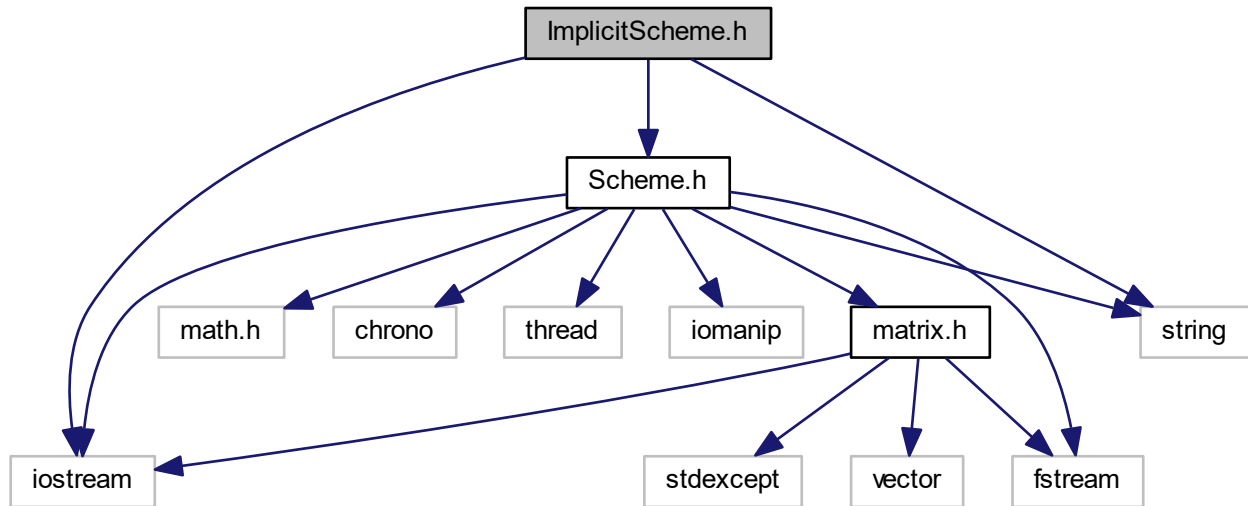 ImplicitScheme.h
Scheme.h
math.h
chrono
thread
iomanip
matrix.h
string
iostream
stdexcept
vector
fstream